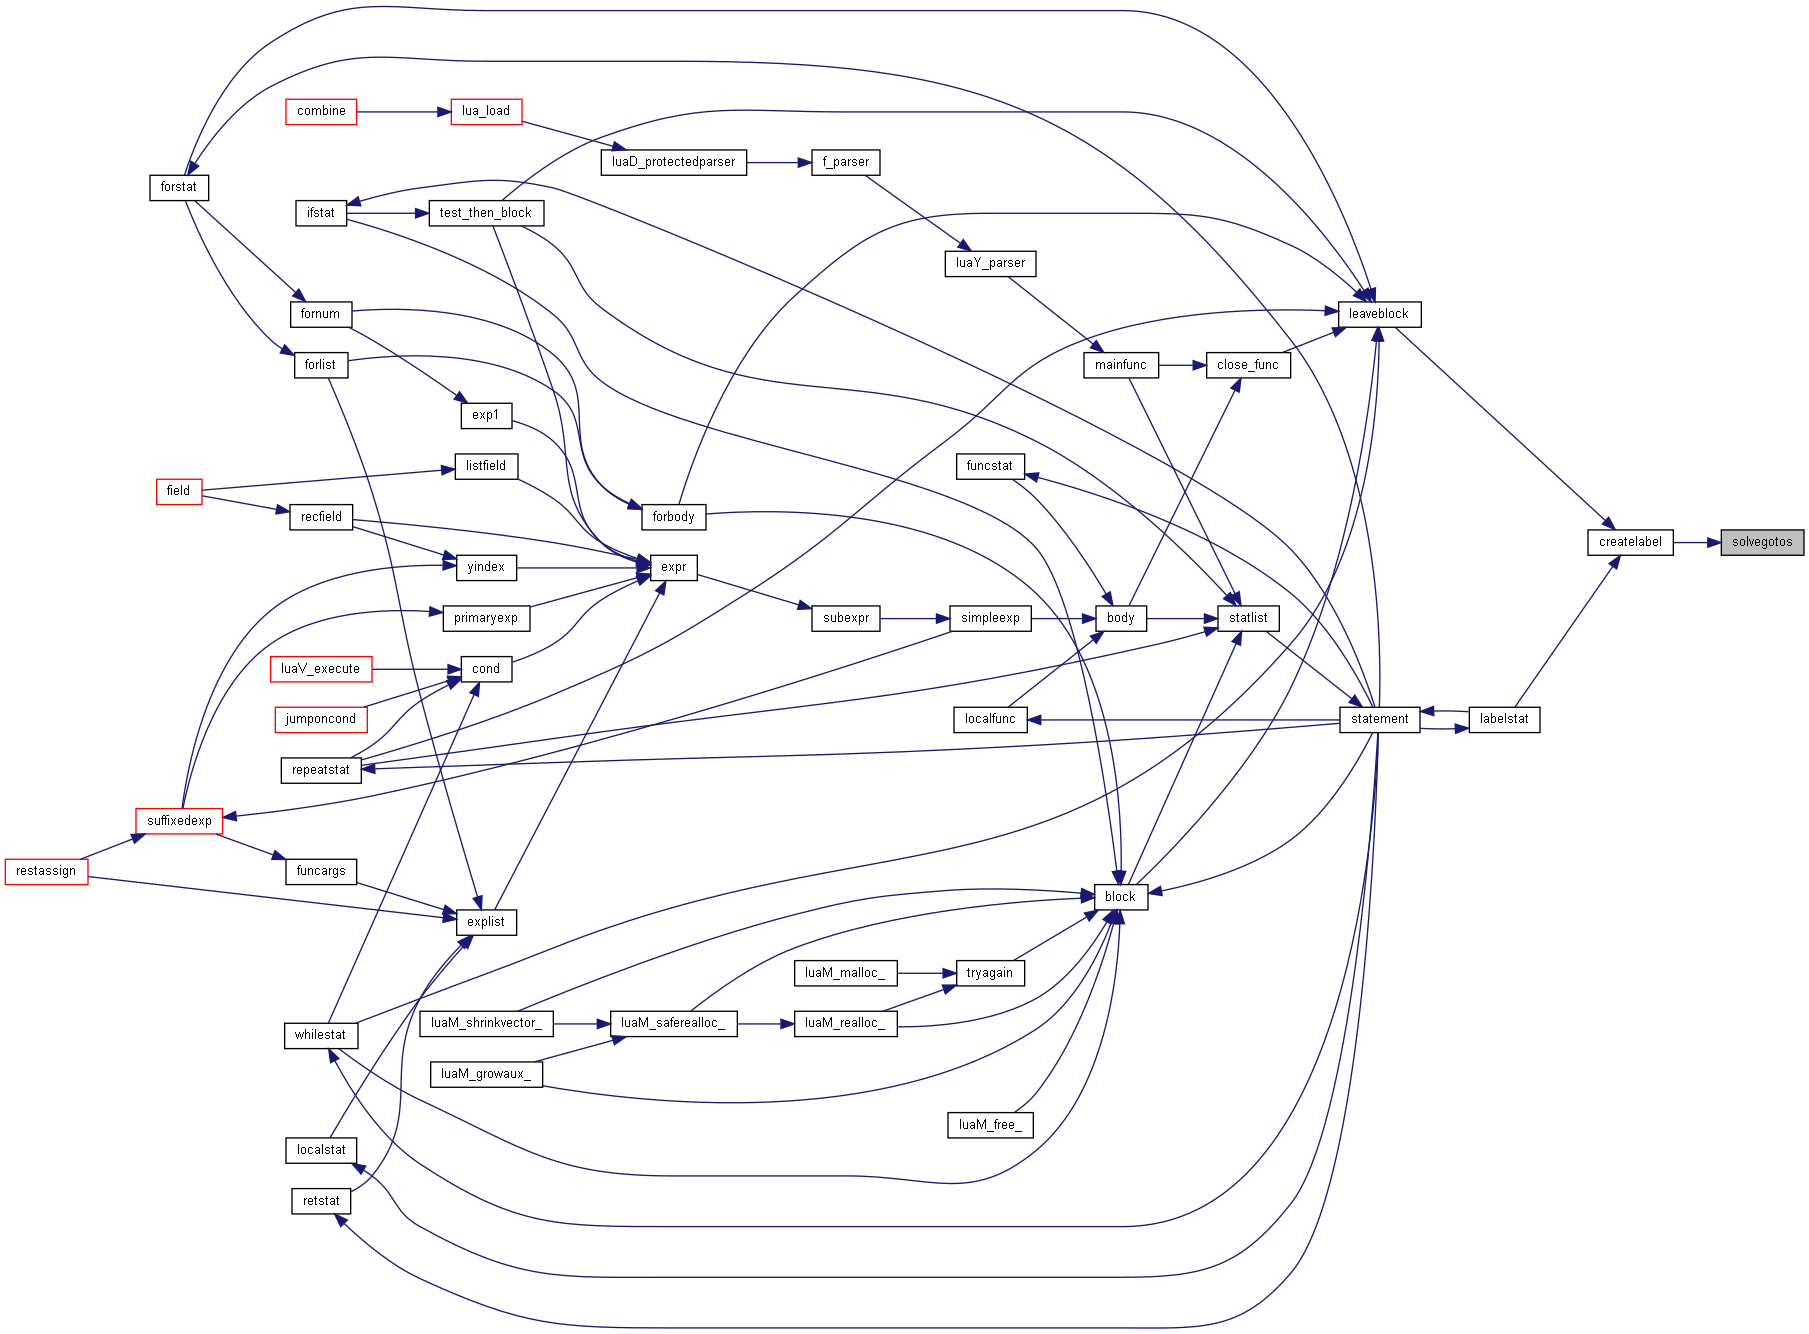 combine
lua_load
luaD_protectedparser
f_parser
forstat
ifstat
test_then_block
luaY_parser
fornum
leaveblock
forlist
mainfunc
close_func
exp1
listfield
funcstat
field
recfield
forbody
createlabel
solvegotos
yindex
expr
primaryexp
subexpr
simpleexp
body
statlist
luaV_execute
cond
jumponcond
localfunc
statement
labelstat
repeatstat
suffixedexp
restassign
funcargs
block
explist
luaM_malloc_
tryagain
whilestat
luaM_shrinkvector_
luaM_saferealloc_
luaM_realloc_
luaM_growaux_
luaM_free_
localstat
retstat